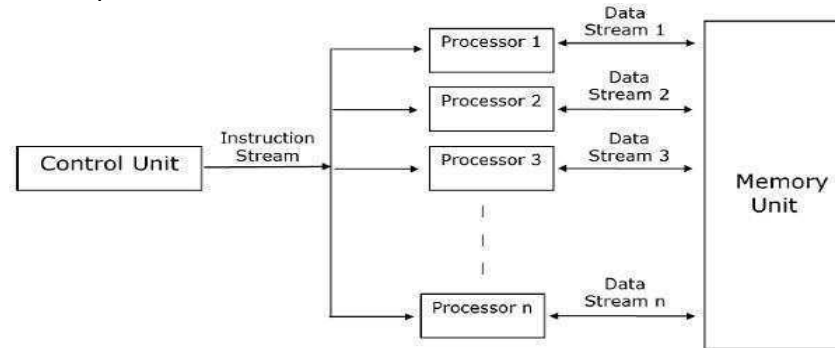 Processor 1
Data
Stream 1
Processor 2
Data
Stream 2
Instruction
Stream
Control Unit
Processor 3
Data
Stream 3
Memory
Unit
Processor n
Data
Stream n